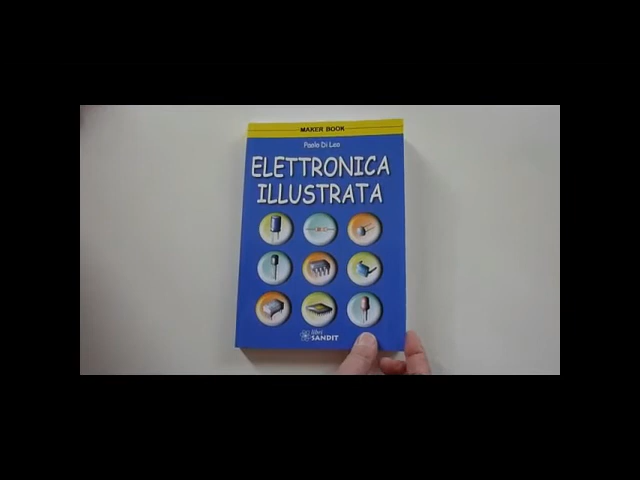 MAKER BOOK
Paolo Di Leo
ELETTRONICA
ILLUSTRATA
libri
SANDIT